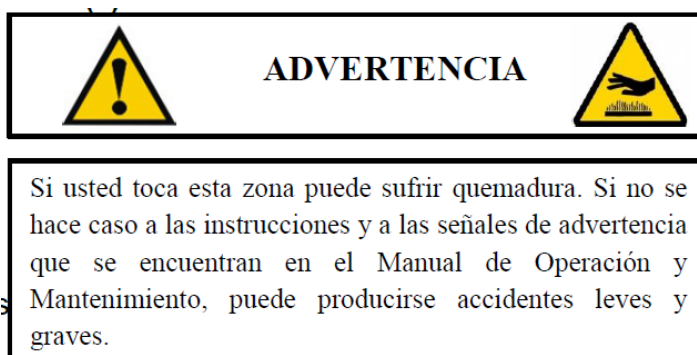 ADVERTENCIA
Si usted toca esta zona puede sufrir quemadura. Si no se
hace caso a las instrucciones y a las señales de advertencia
que se encuentran en el Manual de Operación y
Mantenimiento, puede producirse accidentes leves y
graves.